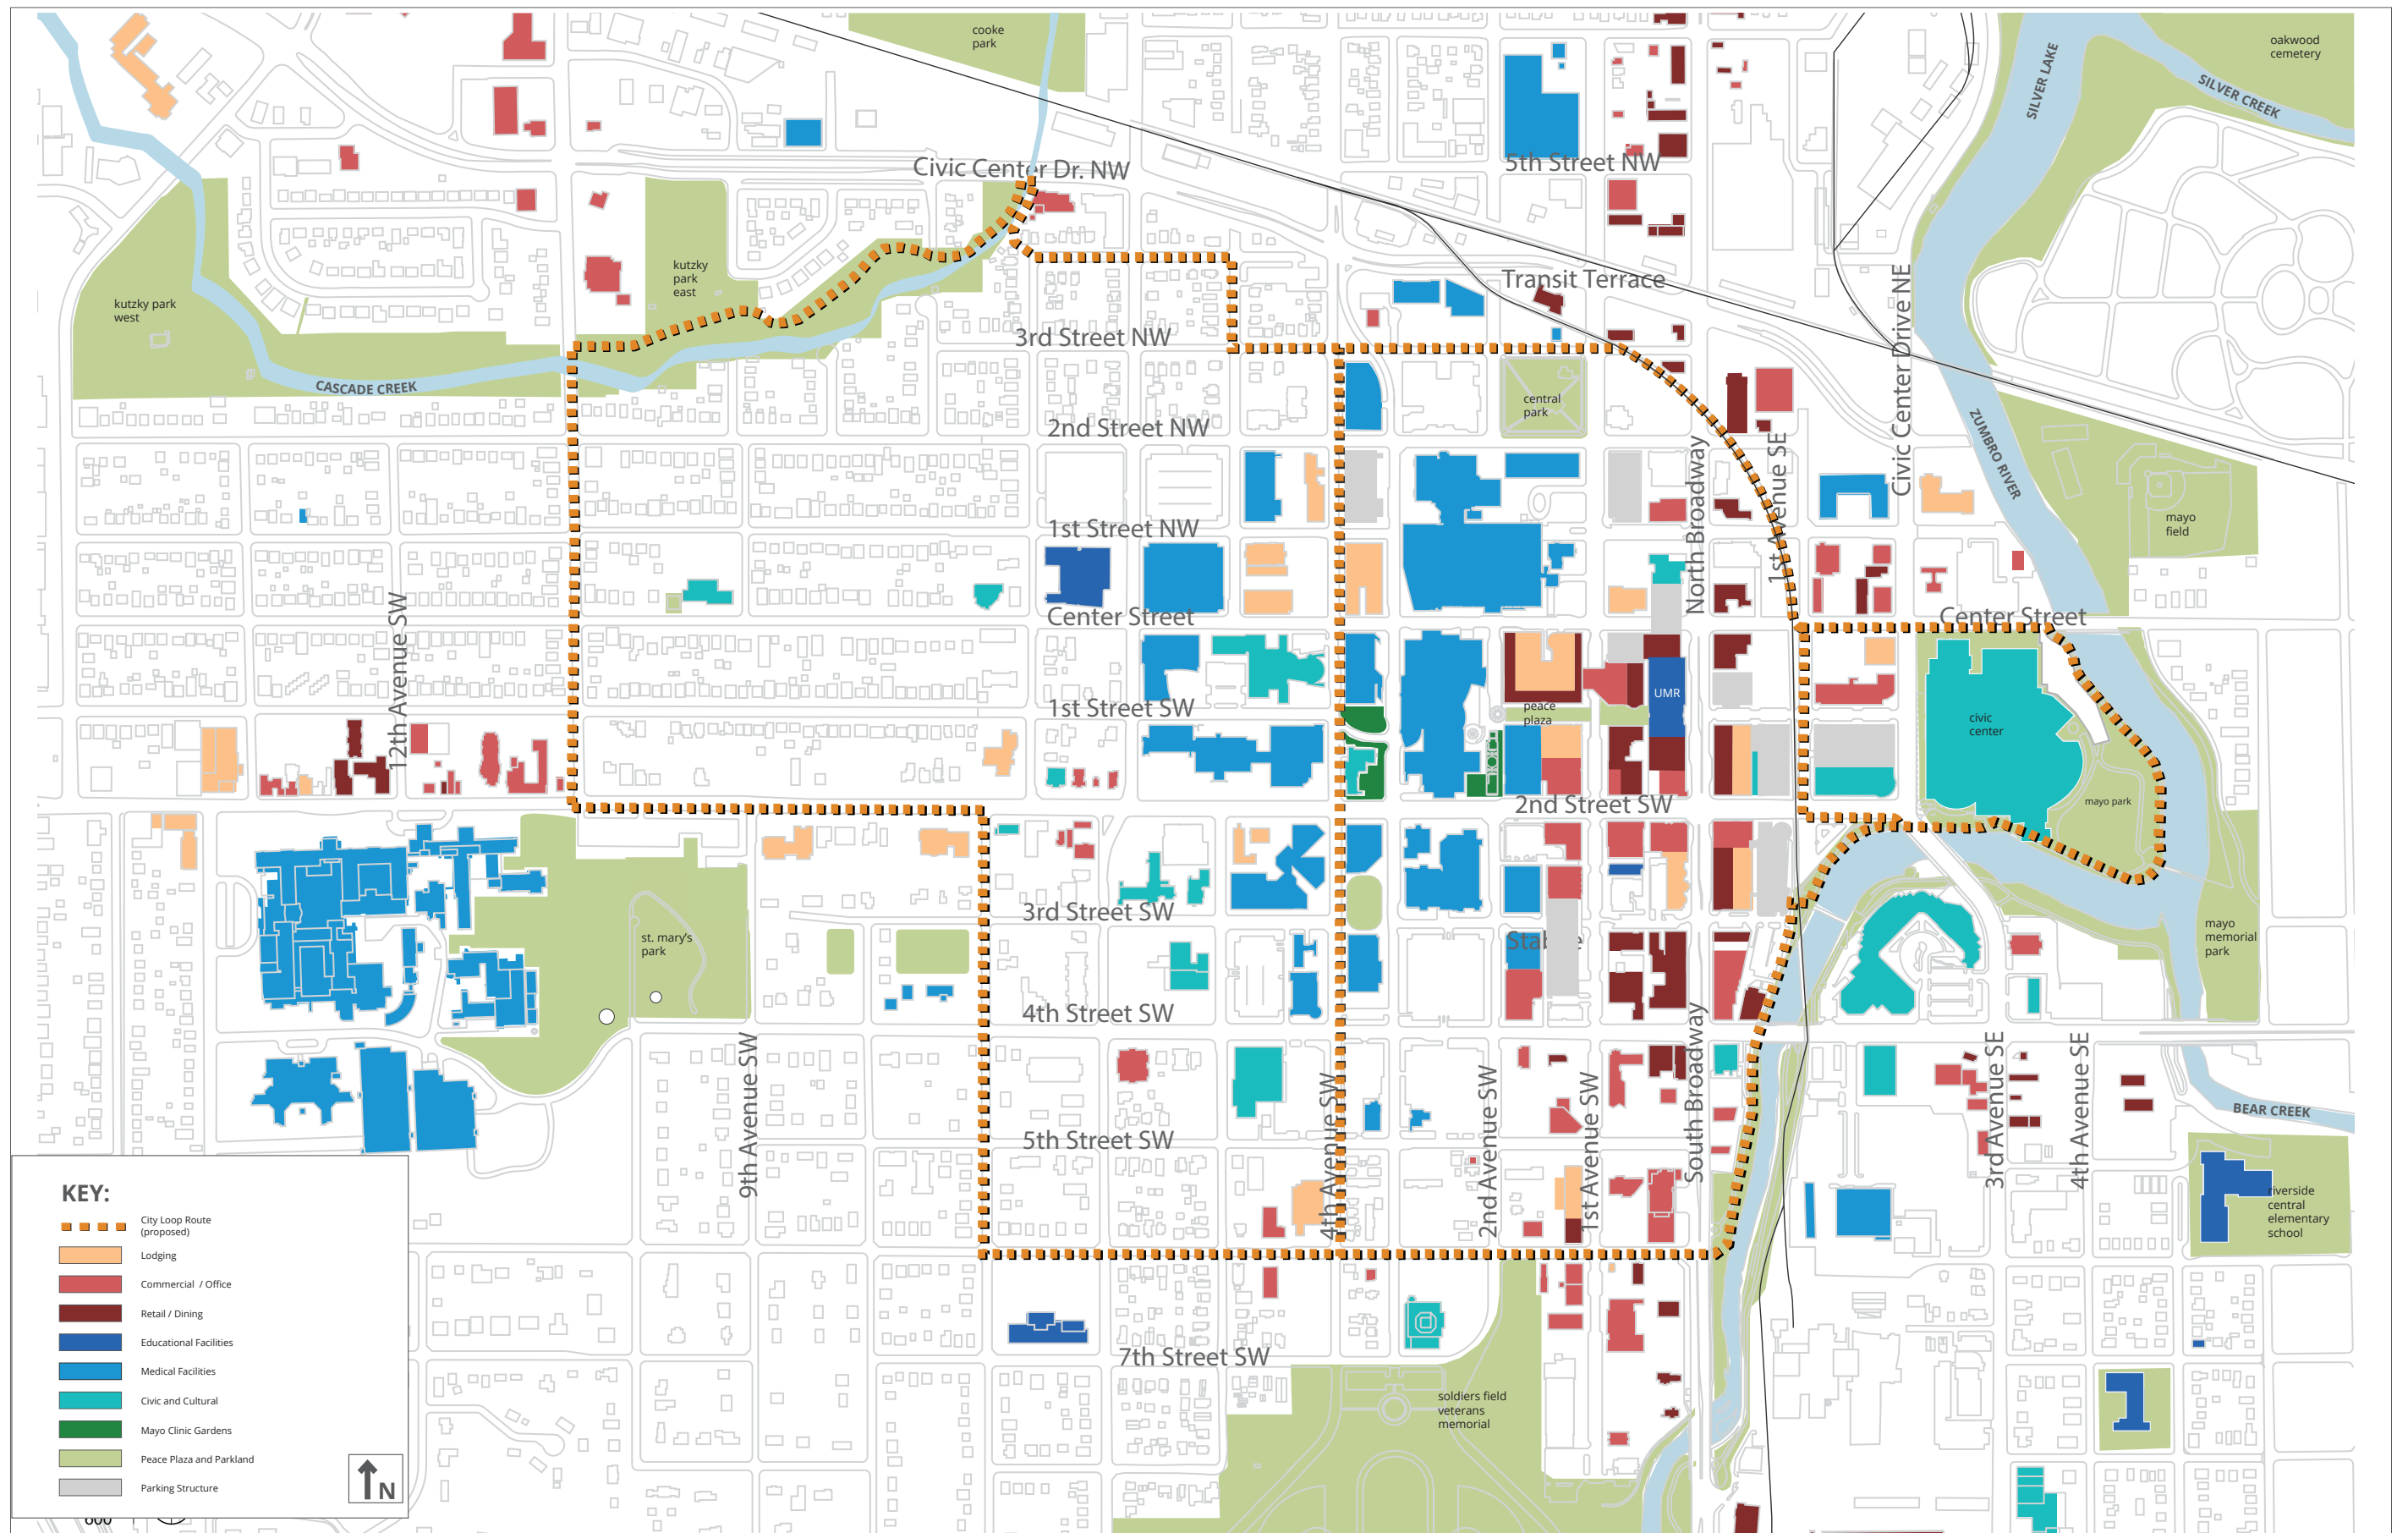 cooke
park
oakwood
cemetery
SILVER LAKE
SILVER CREEK
Civic Center Dr. NW
5th Street NW
kutzky
park
east
kutzky park
west
Transit Terrace
Civic Center Drive NE
3rd Street NW
CASCADE CREEK
central
park
2nd Street NW
ZUMBRO RIVER
North Broadway
1st Avenue SE
mayo
field
1st Street NW
Center Street
Center Street
12th Avenue SW
UMR
1st Street SW
peace
plaza
civic
center
mayo park
2nd Street SW
3rd Street SW
st. mary's
park
mayo
memorial
park
4th Street SW
9th Avenue SW
4th Avenue SW
2nd Avenue SW
1st Avenue SW
South Broadway
3rd Avenue SE
4th Avenue SE
BEAR CREEK
5th Street SW
riverside
central
elementary
school
7th Street SW
soldiers field
veterans
memorial
KEY:
City Loop Route
(proposed)
Lodging
Commercial / Office
Retail / Dining
Educational Facilities
Medical Facilities
Civic and Cultural
Mayo Clinic Gardens
Peace Plaza and Parkland
Parking Structure
N